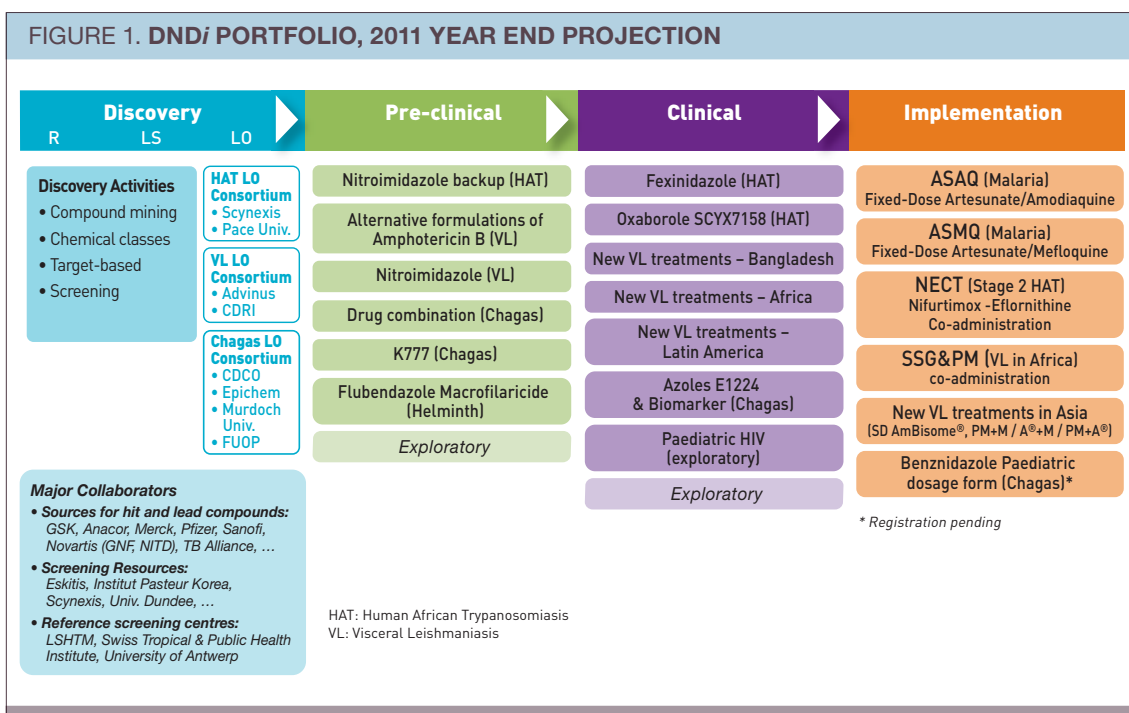 FIGURE 1. DNDi PORTFOLIO, 2011 YEAR END PROJECTION
Discovery
R LS LO
Discovery Activities
• Compound mining
• Chemical classes
• Target-based
• Screening
HAT LO
Consortium
• Scynexis
• Pace Univ.
VL LO
Consortium
• Advinus
• CDRI
Chagas LO
Consortium
• CDCO
• Epichem
• Murdoch
Univ.
• FUOP
Major Collaborators
• Sources for hit and lead compounds:
GSK, Anacor, Merck, Pfizer, Sanofi,
Novartis (GNF, NITD), TB Alliance, …
• Screening Resources:
Eskitis, Institut Pasteur Korea,
Scynexis, Univ. Dundee, …
• Reference screening centres:
LSHTM, Swiss Tropical & Public Health
Institute, University of Antwerp
Pre-clinical
Nitroimidazole backup (HAT)
Alternative formulations of
Amphotericin B (VL)
Nitroimidazole (VL)
Drug combination (Chagas)
K777 (Chagas)
Flubendazole Macrofilaricide
(Helminth)
Exploratory
HAT: Human African Trypanosomiasis
VL: Visceral Leishmaniasis
Clinical
Fexinidazole (HAT)
Oxaborole SCYX7158 (HAT)
New VL treatments – Bangladesh
New VL treatments – Africa
New VL treatments –
Latin America
Azoles E1224
& Biomarker (Chagas)
Paediatric HIV
(exploratory)
Exploratory
Implementation
ASAQ (Malaria)
Fixed-Dose Artesunate/Amodiaquine
ASMQ (Malaria)
Fixed-Dose Artesunate/Mefloquine
NECT (Stage 2 HAT)
Nifurtimox -Eflornithine
Co-administration
SSG&PM (VL in Africa)
co-administration
New VL treatments in Asia
(SD AmBisome®, PM+M / A®+M / PM+A®)
Benznidazole Paediatric
dosage form (Chagas)*
* Registration pending